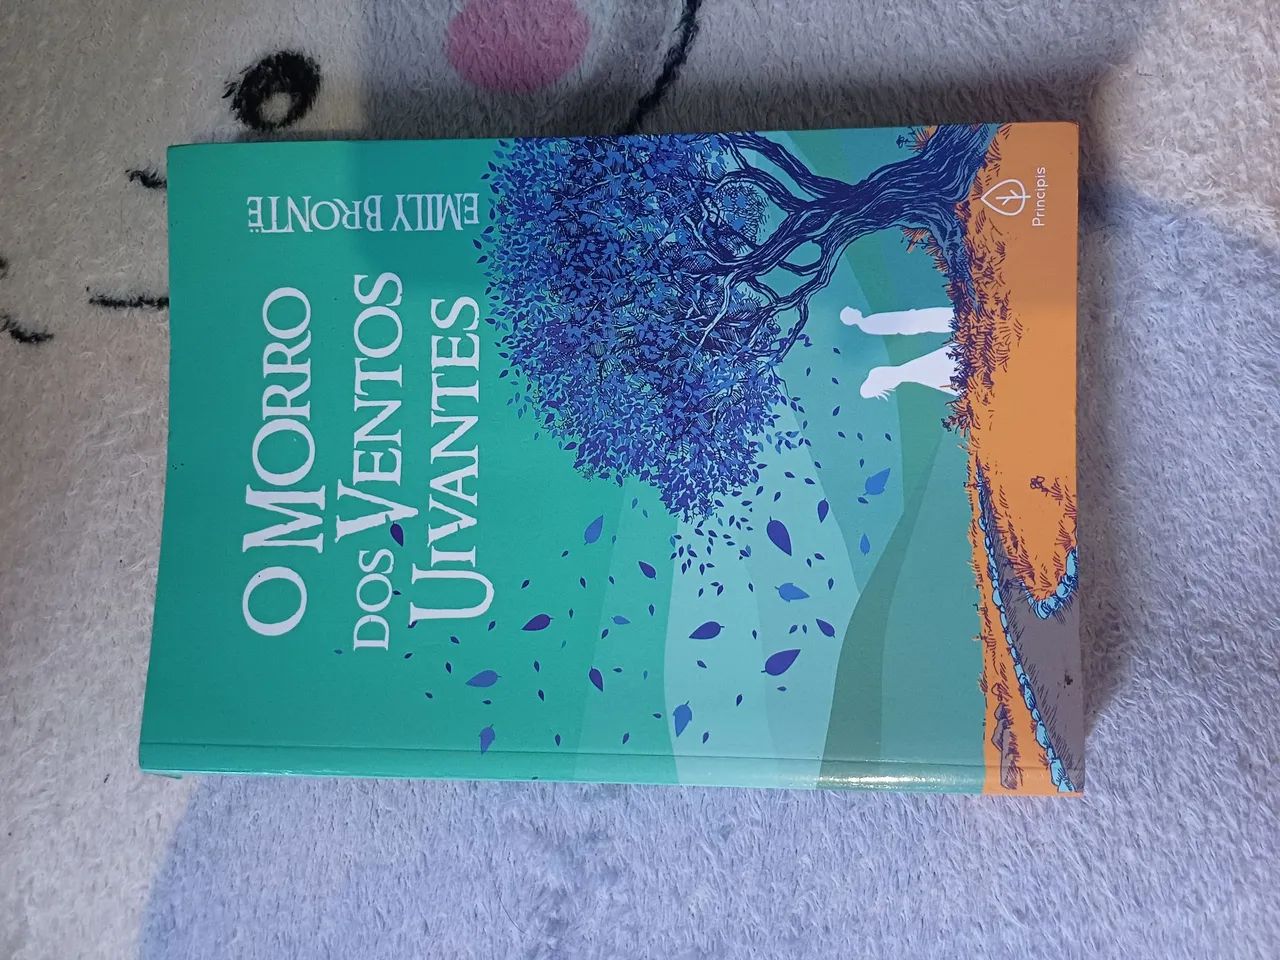 O MORRO
DOS VENTOS
UIVANTES
EMILY BRONTË
Principis